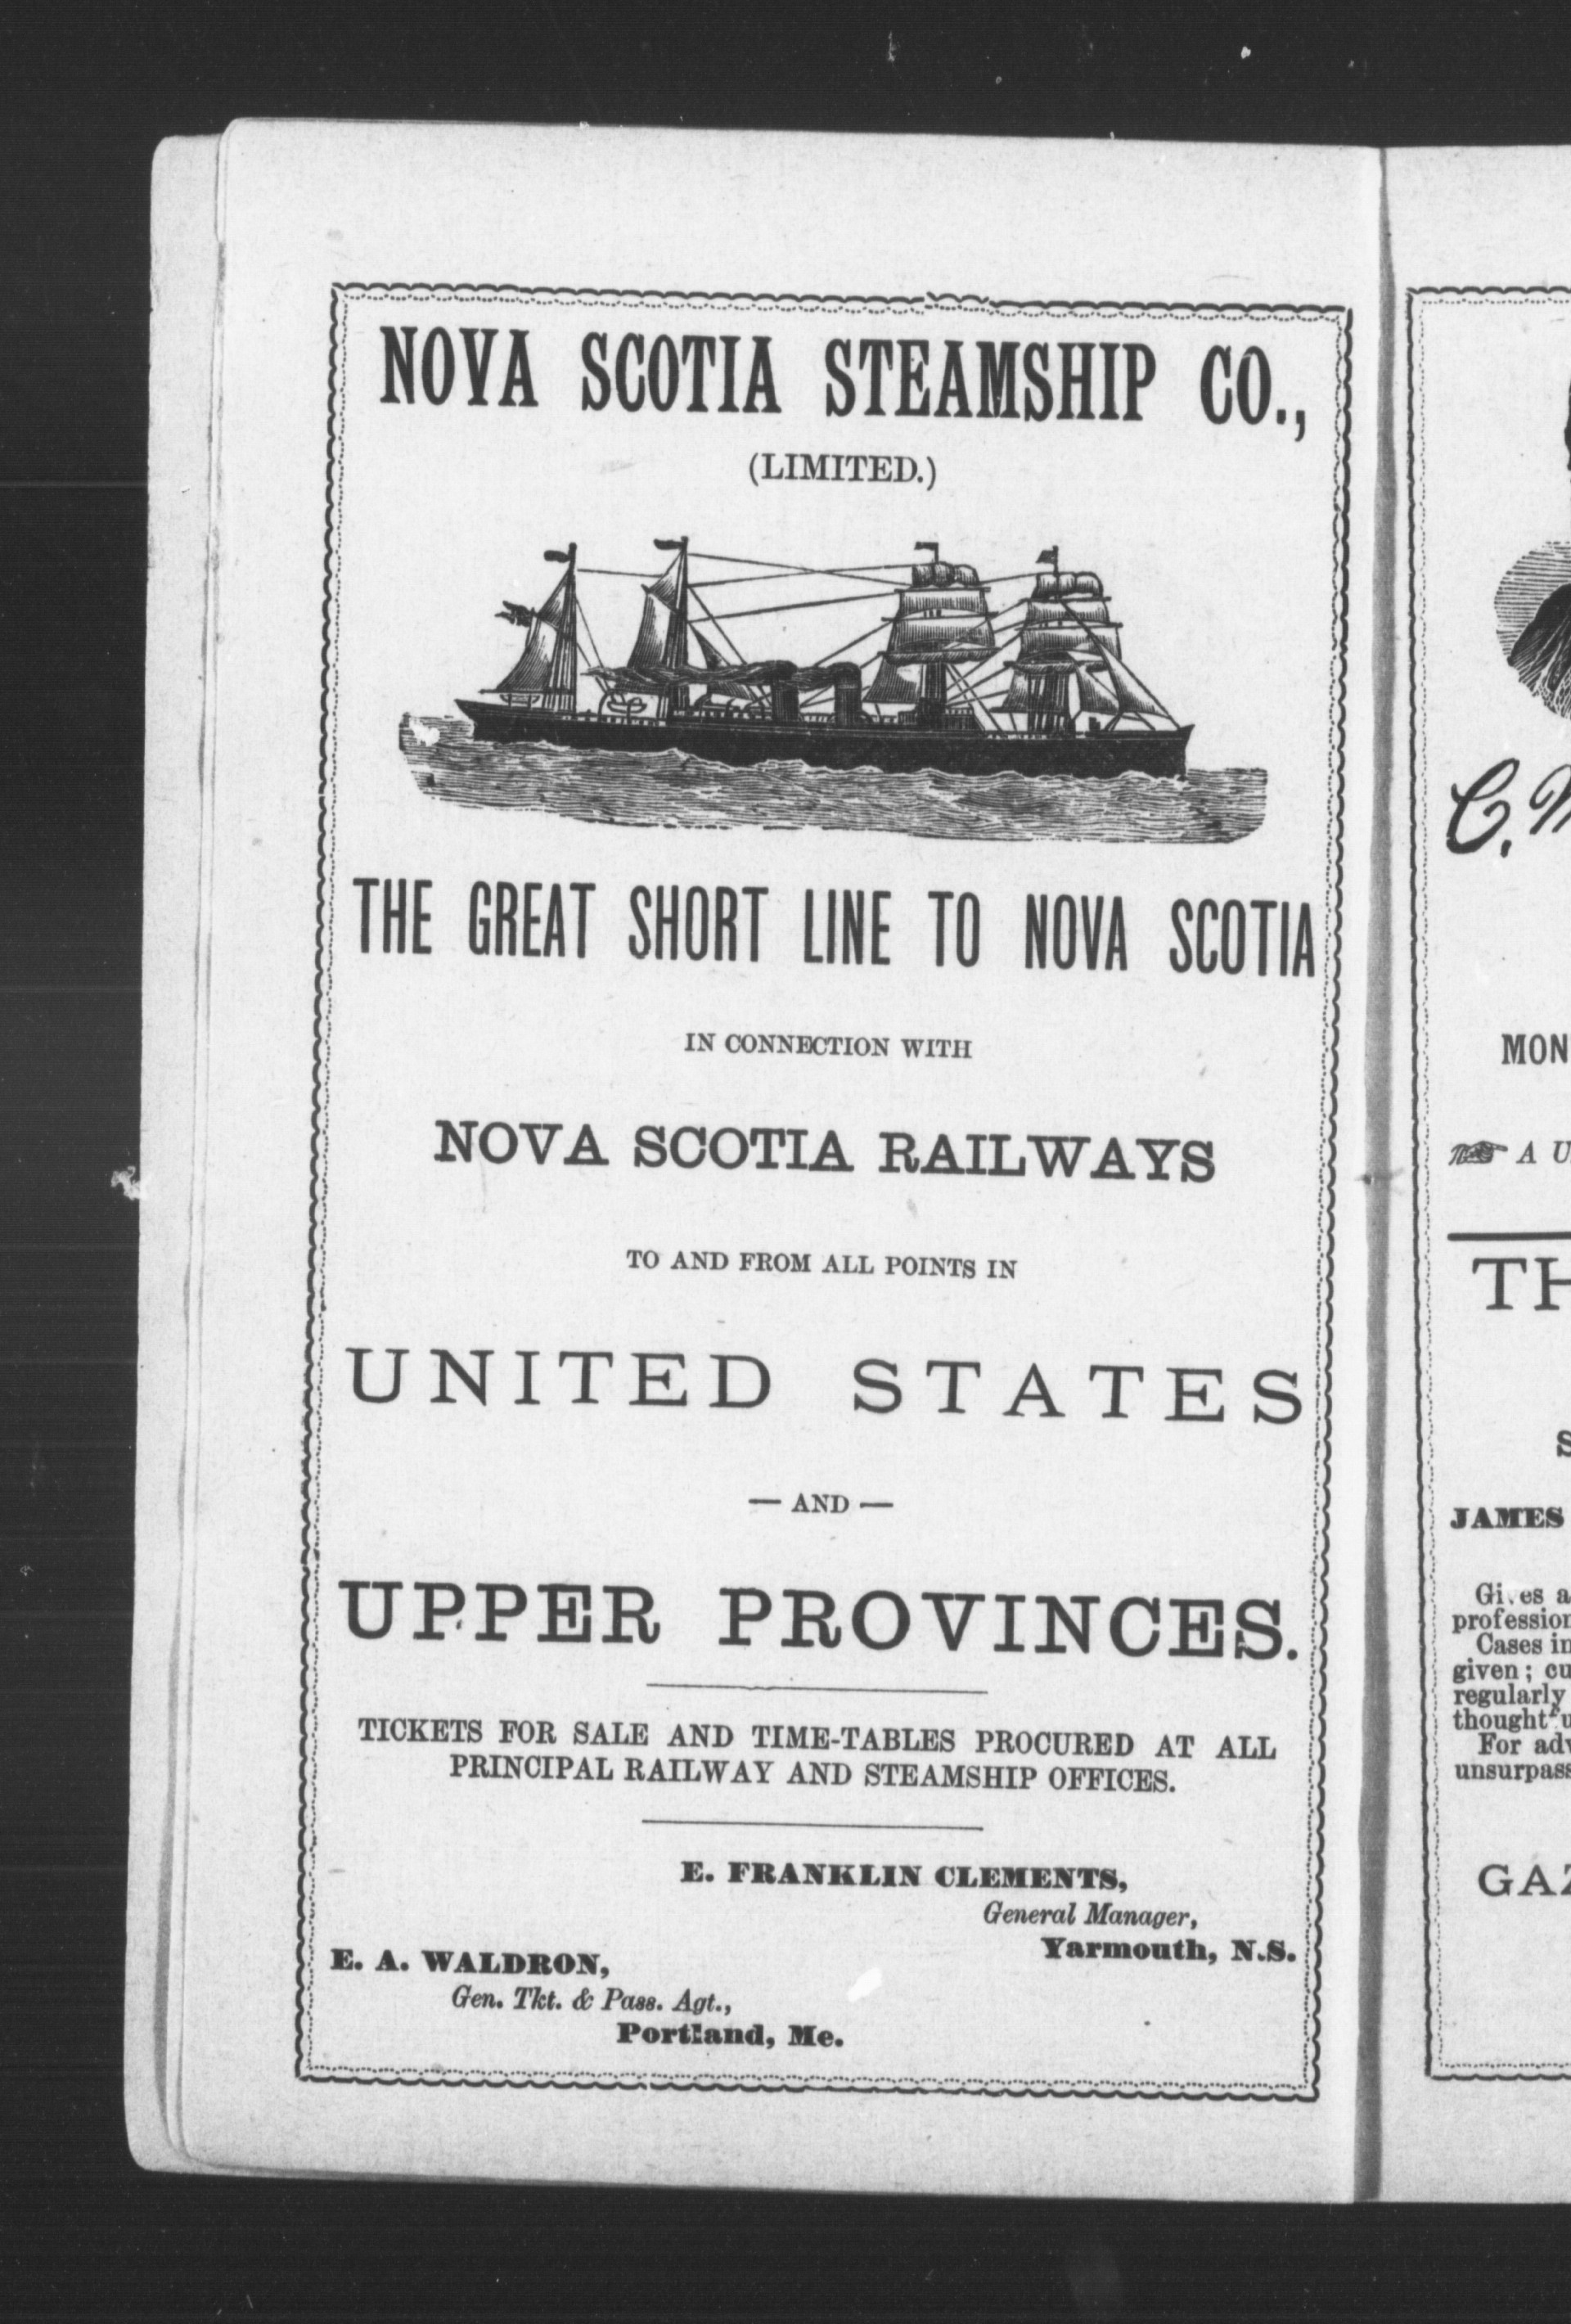 NOVA SCOTIA STEAMSHIP CO.,
(LIMITED.)
THE GREAT SHORT LINE TO NOVA SCOTIA
IN CONNECTION WITH
NOVA SCOTIA RAILWAYS
TO AND FROM ALL POINTS IN
UNITED STATES
— AND —
UPPER PROVINCES.
TICKETS FOR SALE AND TIME-TABLES PROCURED AT ALL
PRINCIPAL RAILWAY AND STEAMSHIP OFFICES.
E. FRANKLIN CLEMENTS,
General Manager,
Yarmouth, N.S.
E. A. WALDRON,
Gen. Tkt. & Pass. Agt.,
Portland, Me.
C.
MON
A U
TH
S
JAMES
Gives a
profession
Cases in
given; cu
regularly
thought u
For adv
unsurpass
GAZ